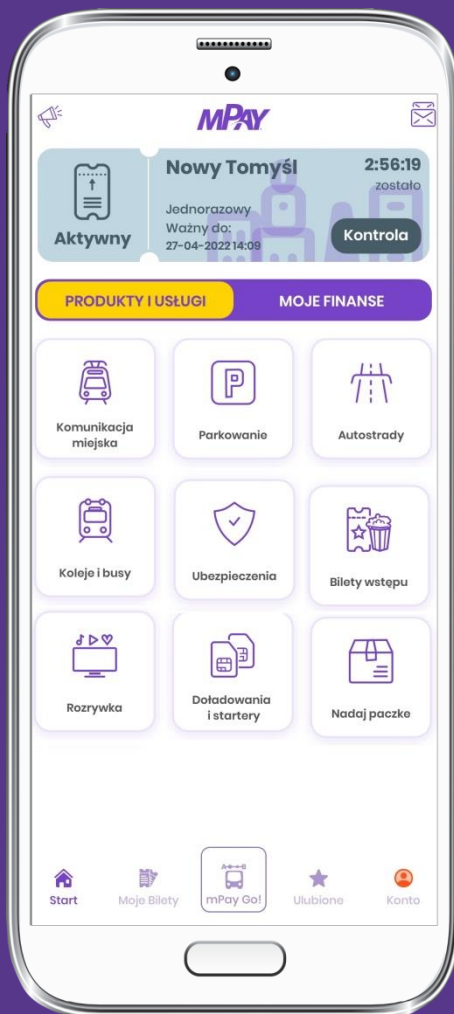 mPAY
Nowy Tomyśl
2:56:19
zostało
Jednorazowy
Ważny do:
27-04-2022 14:09
Aktywny
Kontrola
PRODUKTY I USŁUGI
MOJE FINANSE
Komunikacja
miejska
Parkowanie
Autostrady
Koleje i busy
Ubezpieczenia
Bilety wstępu
Rozrywka
Doładowania
i startery
Nadaj paczke
Start
Moje Bilety
A B
mPay Go!
Ulubione
Konto